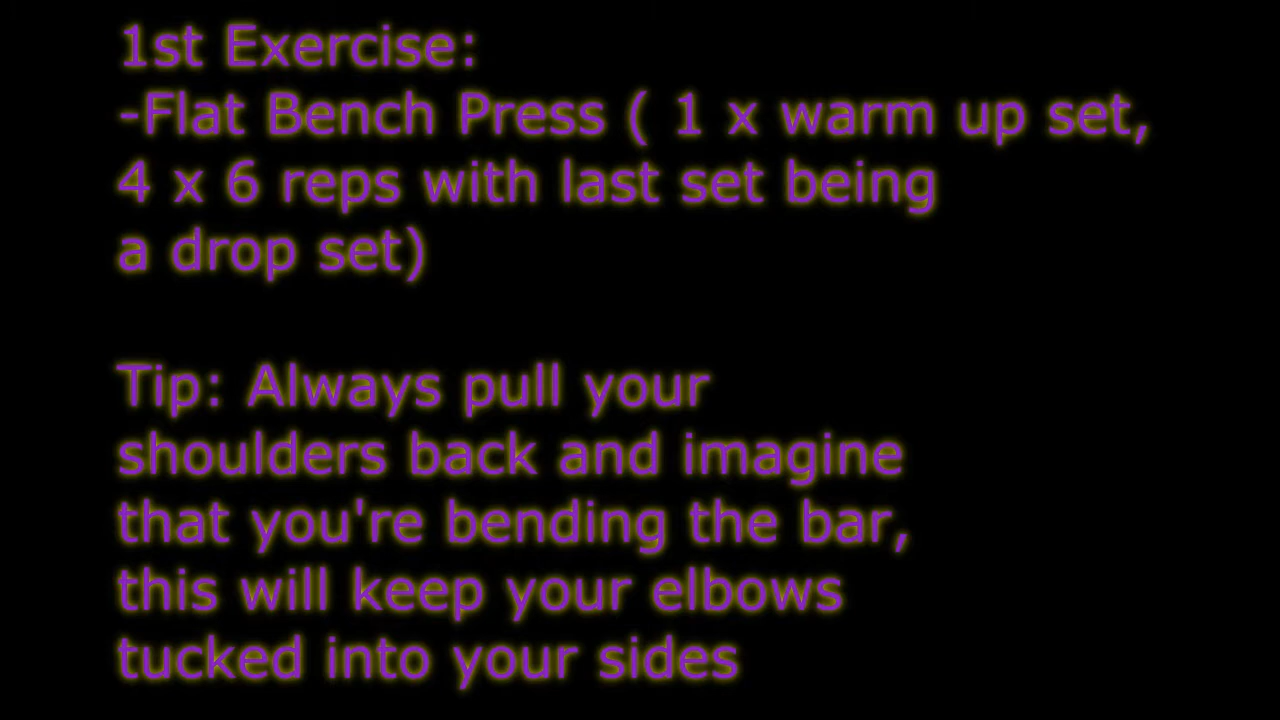 1st Exercise:
-Flat Bench Press ( 1 x warm up set,
4 x 6 reps with last set being
a drop set)
Tip: Always pull your
shoulders back and imagine
that you're bending the bar,
this will keep your elbows
tucked into your sides